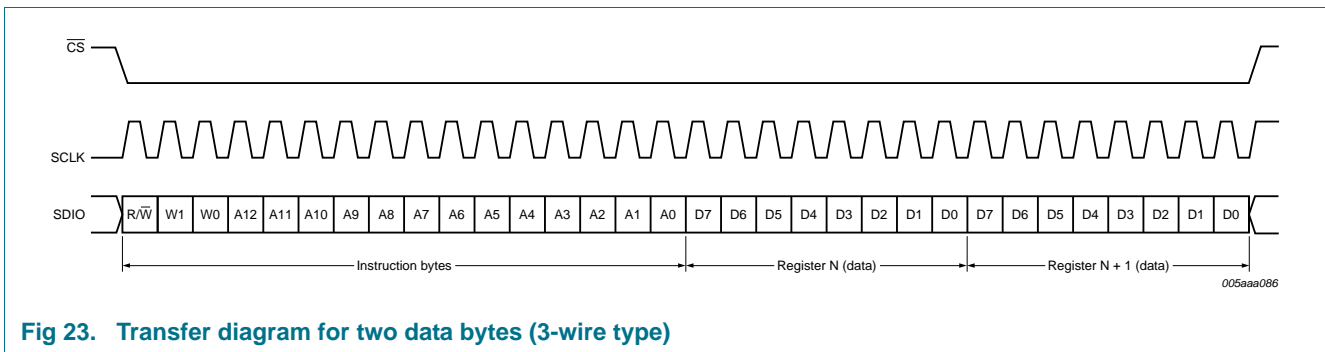 CS
SCLK
SDIO R/W W1 W0 A12 A11 A10 A9 A8 A7 A6 A5 A4 A3 A2 A1 A0 D7 D6 D5 D4 D3 D2 D1 D0 D7 D6 D5 D4 D3 D2 D1 D0
Instruction bytes Register N (data) Register N + 1 (data)
005aaa086
Fig 23. Transfer diagram for two data bytes (3-wire type)